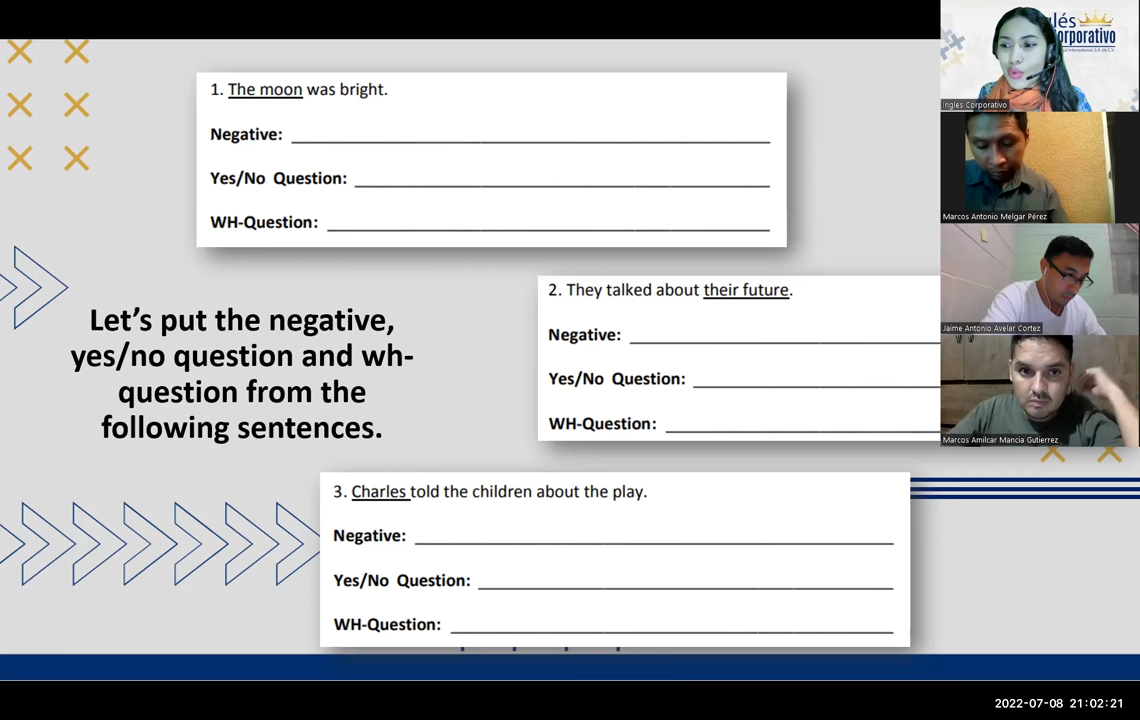 1. The moon was bright.
Negative:
Yes/No Question:
WH-Question:
Let's put the negative,
yes/no question and wh-
question from the
following sentences.
2. They talked about their future.
Negative:
Yes/No Question:
WH-Question:
3. Charles told the children about the play.
Negative:
Yes/No Question:
WH-Question:
glés
orporativo
Ingles Corporativo
Marcos Antonio Melgar Pérez
Jaime Antonio Avelar Cortez
Marcos Amilcar Mancia Gutierrez
2022-07-08 21:02:21